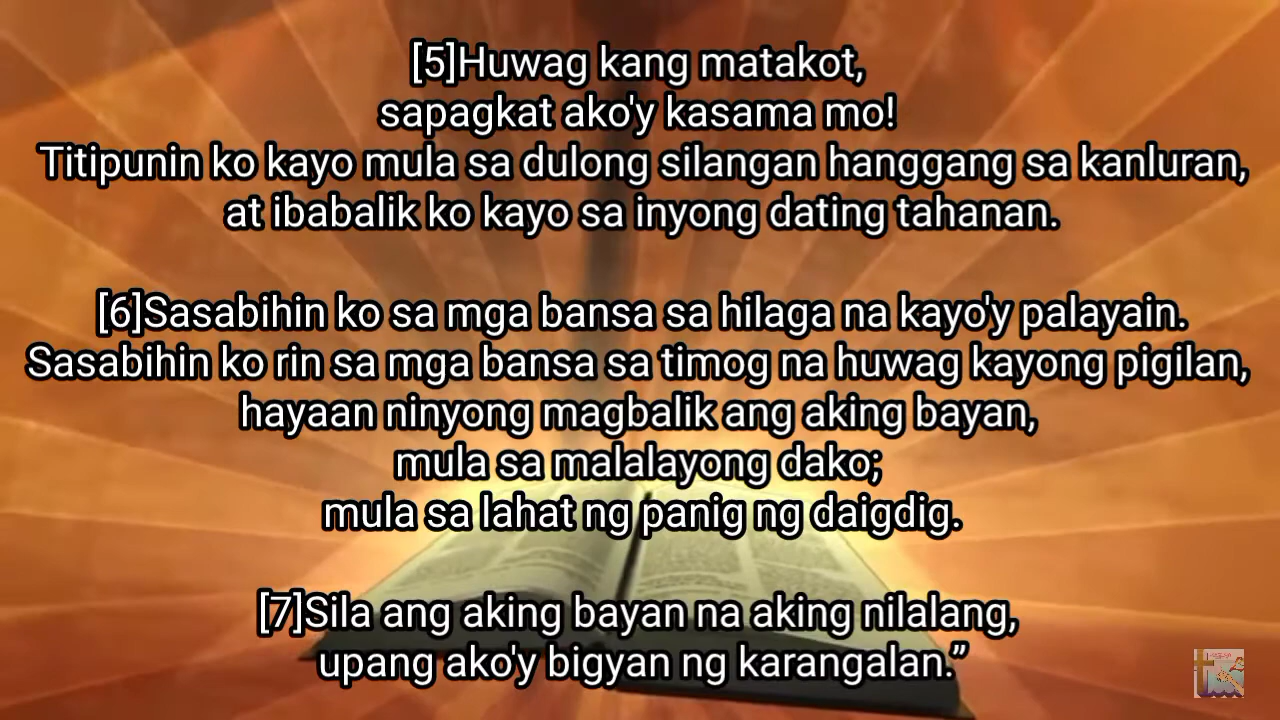 [5]Huwag kang matakot,
sapagkat ako'y kasama mo!
Titipunin ko kayo mula sa dulong silangan hanggang sa kanluran,
at ibabalik ko kayo sa inyong dating tahanan.
[6]Sasabihin ko sa mga bansa sa hilaga na kayo'y palayain.
Sasabihin ko rin sa mga bansa sa timog na huwag kayong pigilan,
hayaan ninyong magbalik ang aking bayan,
mula sa malalayong dako;
mula sa lahat ng panig ng daigdig.
[7]Sila ang aking bayan na aking nilalang,
upang ako'y bigyan ng karangalan.”